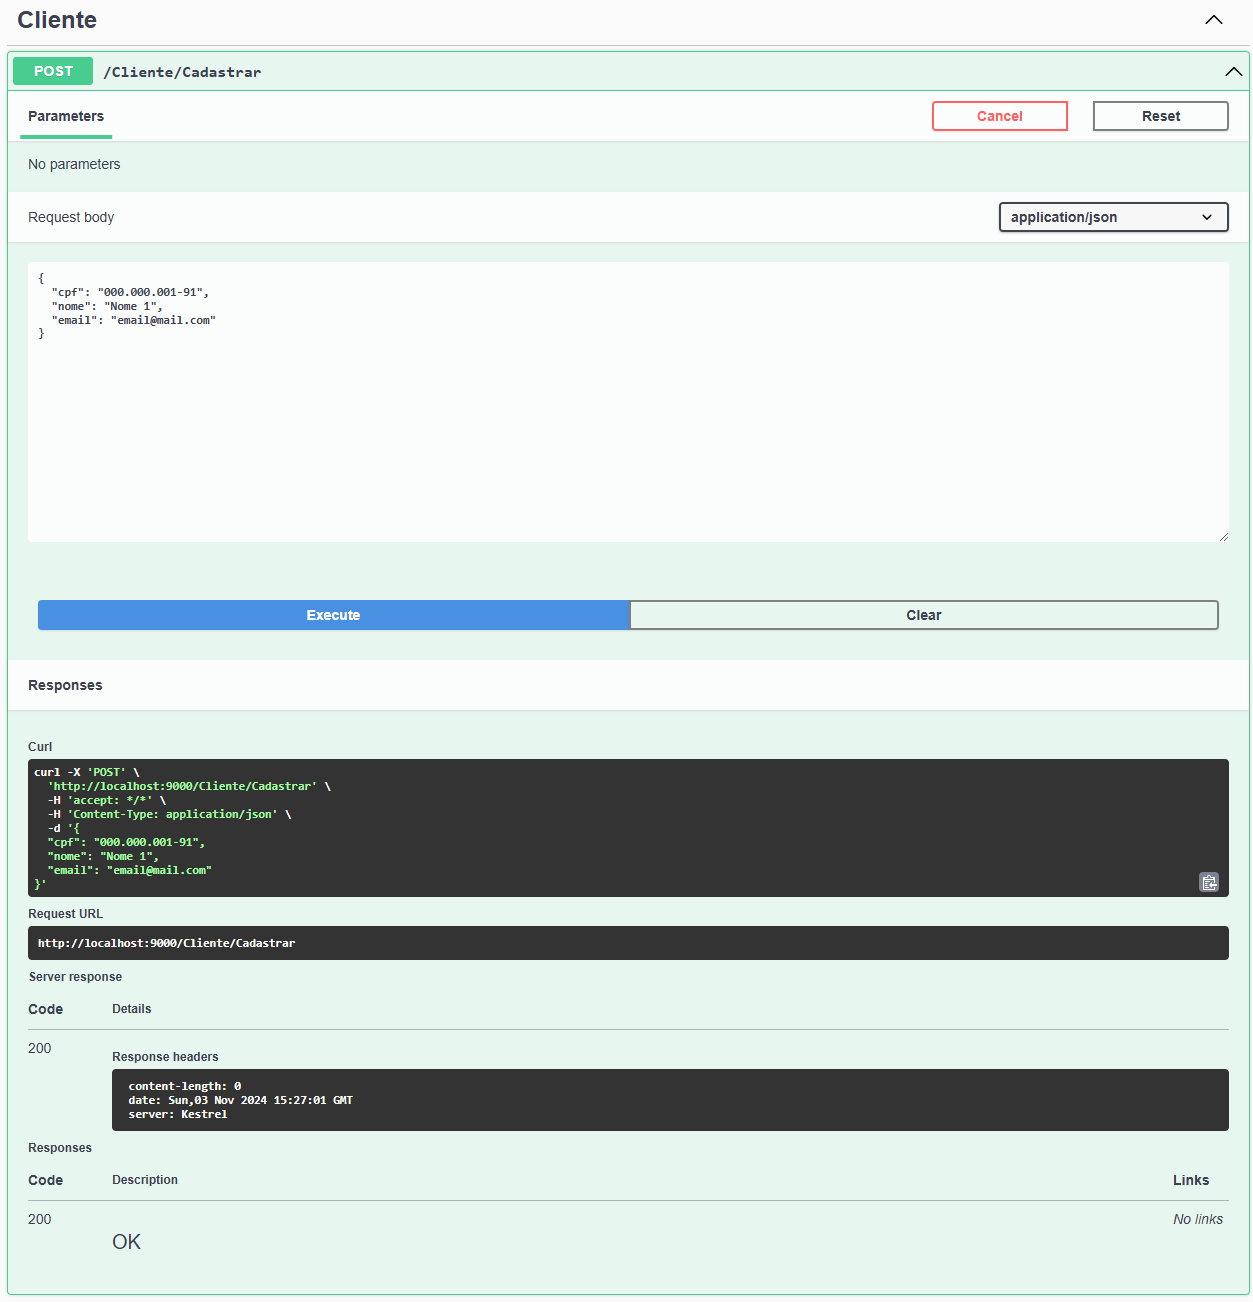 Cliente
POST /Cliente/Cadastrar
Parameters
Cancel
Reset
No parameters
Request body
application/json
{
  "cpf": "000.000.001-91",
  "nome": "Nome 1",
  "email": "email@mail.com"
}
Execute
Clear
Responses
Curl
curl -X 'POST' \
  'http://localhost:9000/Cliente/Cadastrar' \
  -H 'accept: */*' \
  -H 'Content-Type: application/json' \
  -d '{
  "cpf": "000.000.001-91",
  "nome": "Nome 1",
  "email": "email@mail.com"
}'
Request URL
http://localhost:9000/Cliente/Cadastrar
Server response
Code Details
200
Response headers
content-length: 0
date: Sun,03 Nov 2024 15:27:01 GMT
server: Kestrel
Responses
Code Description Links
200 No links
OK